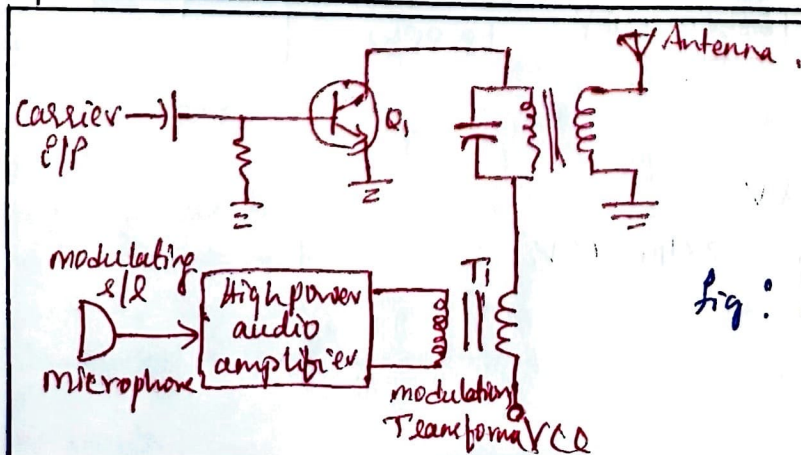 Antenna.
Carrier
i/p
Q1
modulating
s/l
microphone
High power
audio
amplifier
T1
modulation
Transforma VCC
fig :